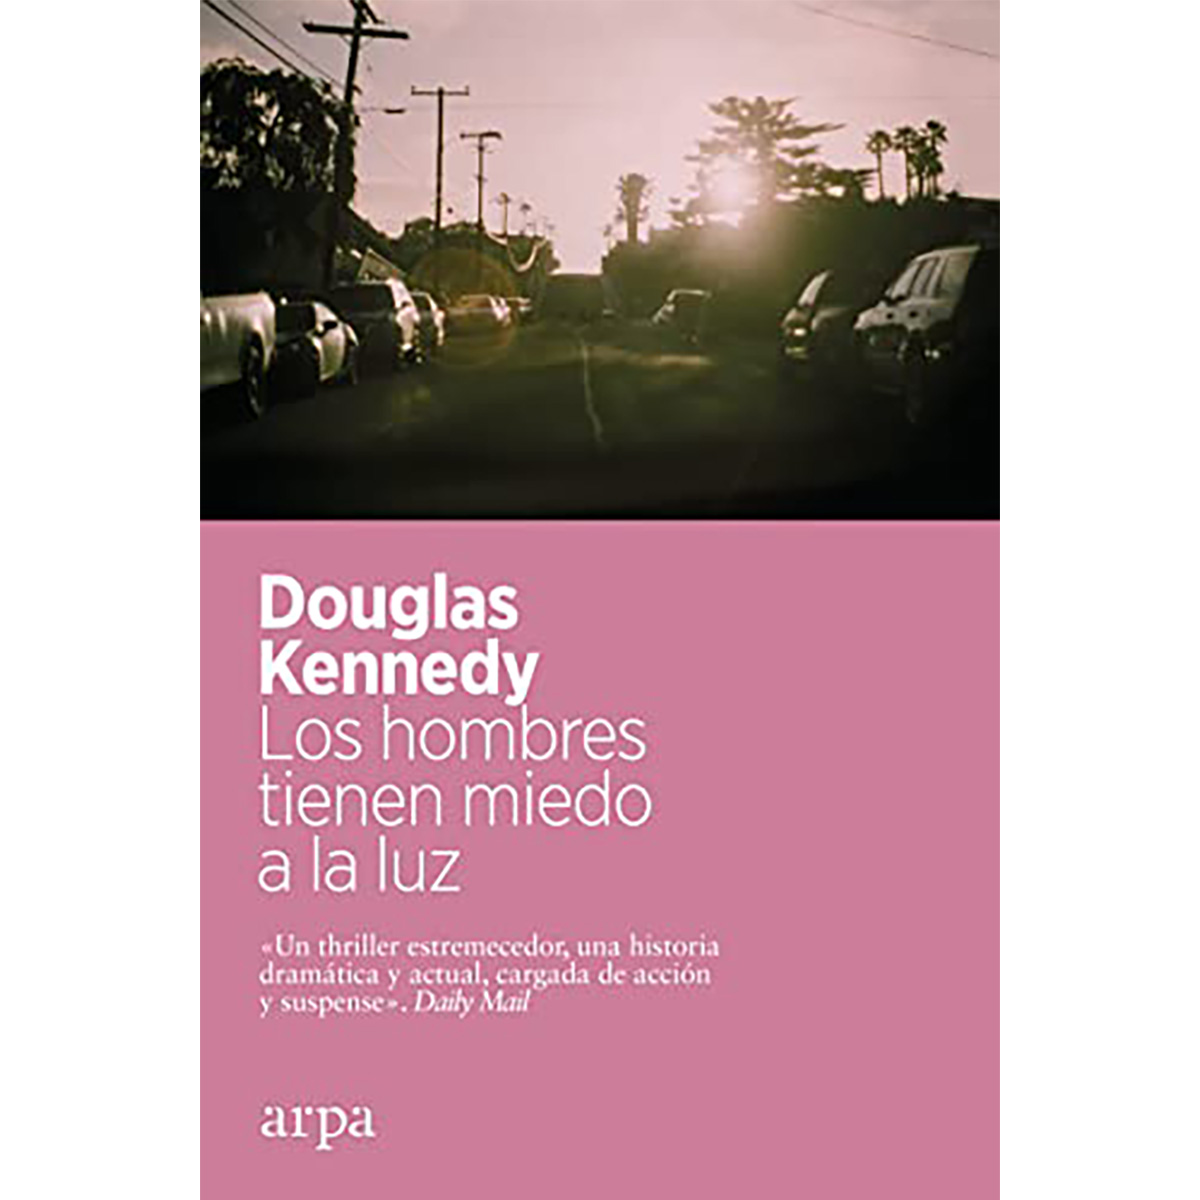 Douglas
Kennedy
Los hombres
tienen miedo
a la luz
«Un thriller estremecedor, una historia
dramática y actual, cargada de acción
y suspense». Daily Mail
arpa